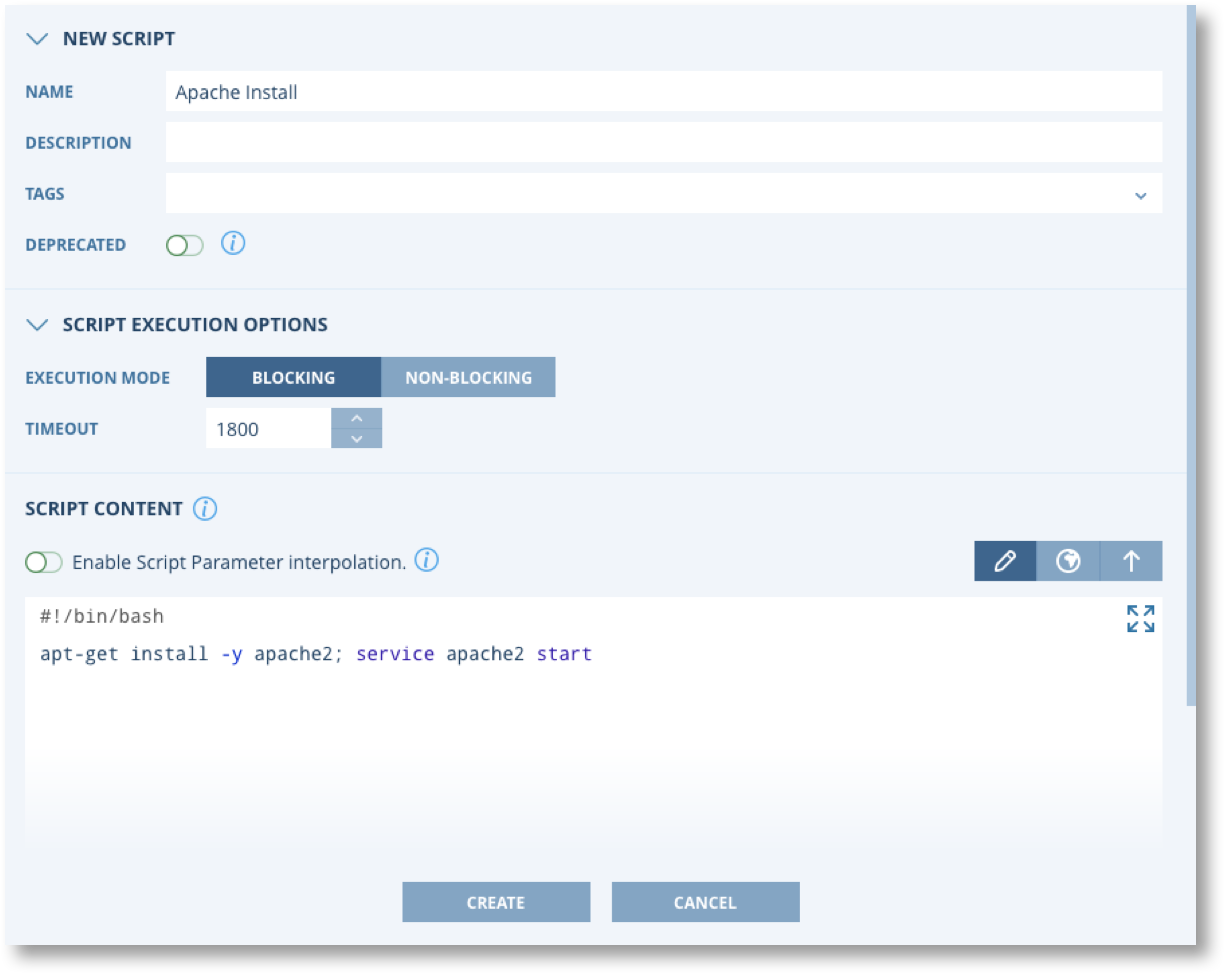 NEW SCRIPT
NAME Apache Install
DESCRIPTION
TAGS
DEPRECATED i
SCRIPT EXECUTION OPTIONS
EXECUTION MODE BLOCKING NON-BLOCKING
TIMEOUT 1800
SCRIPT CONTENT i
Enable Script Parameter interpolation. i
#!/bin/bash
apt-get install -y apache2; service apache2 start
CREATE CANCEL